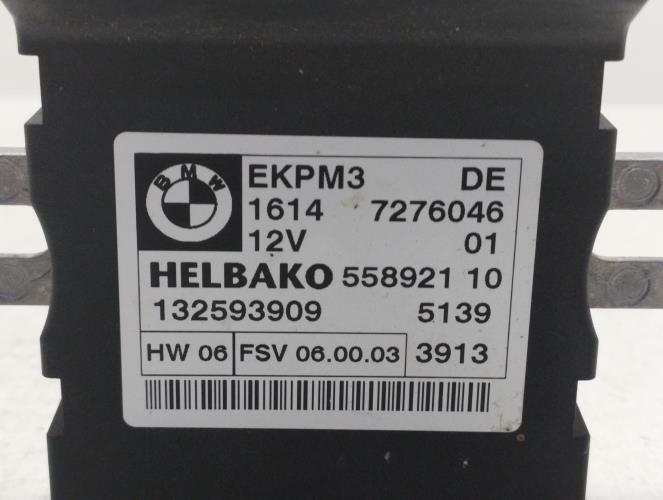 BMW
EKPM3 DE
1614 7276046
12V 01
HELBAKO 558921 10
132593909 5139
HW 06 FSV 06.00.03 3913